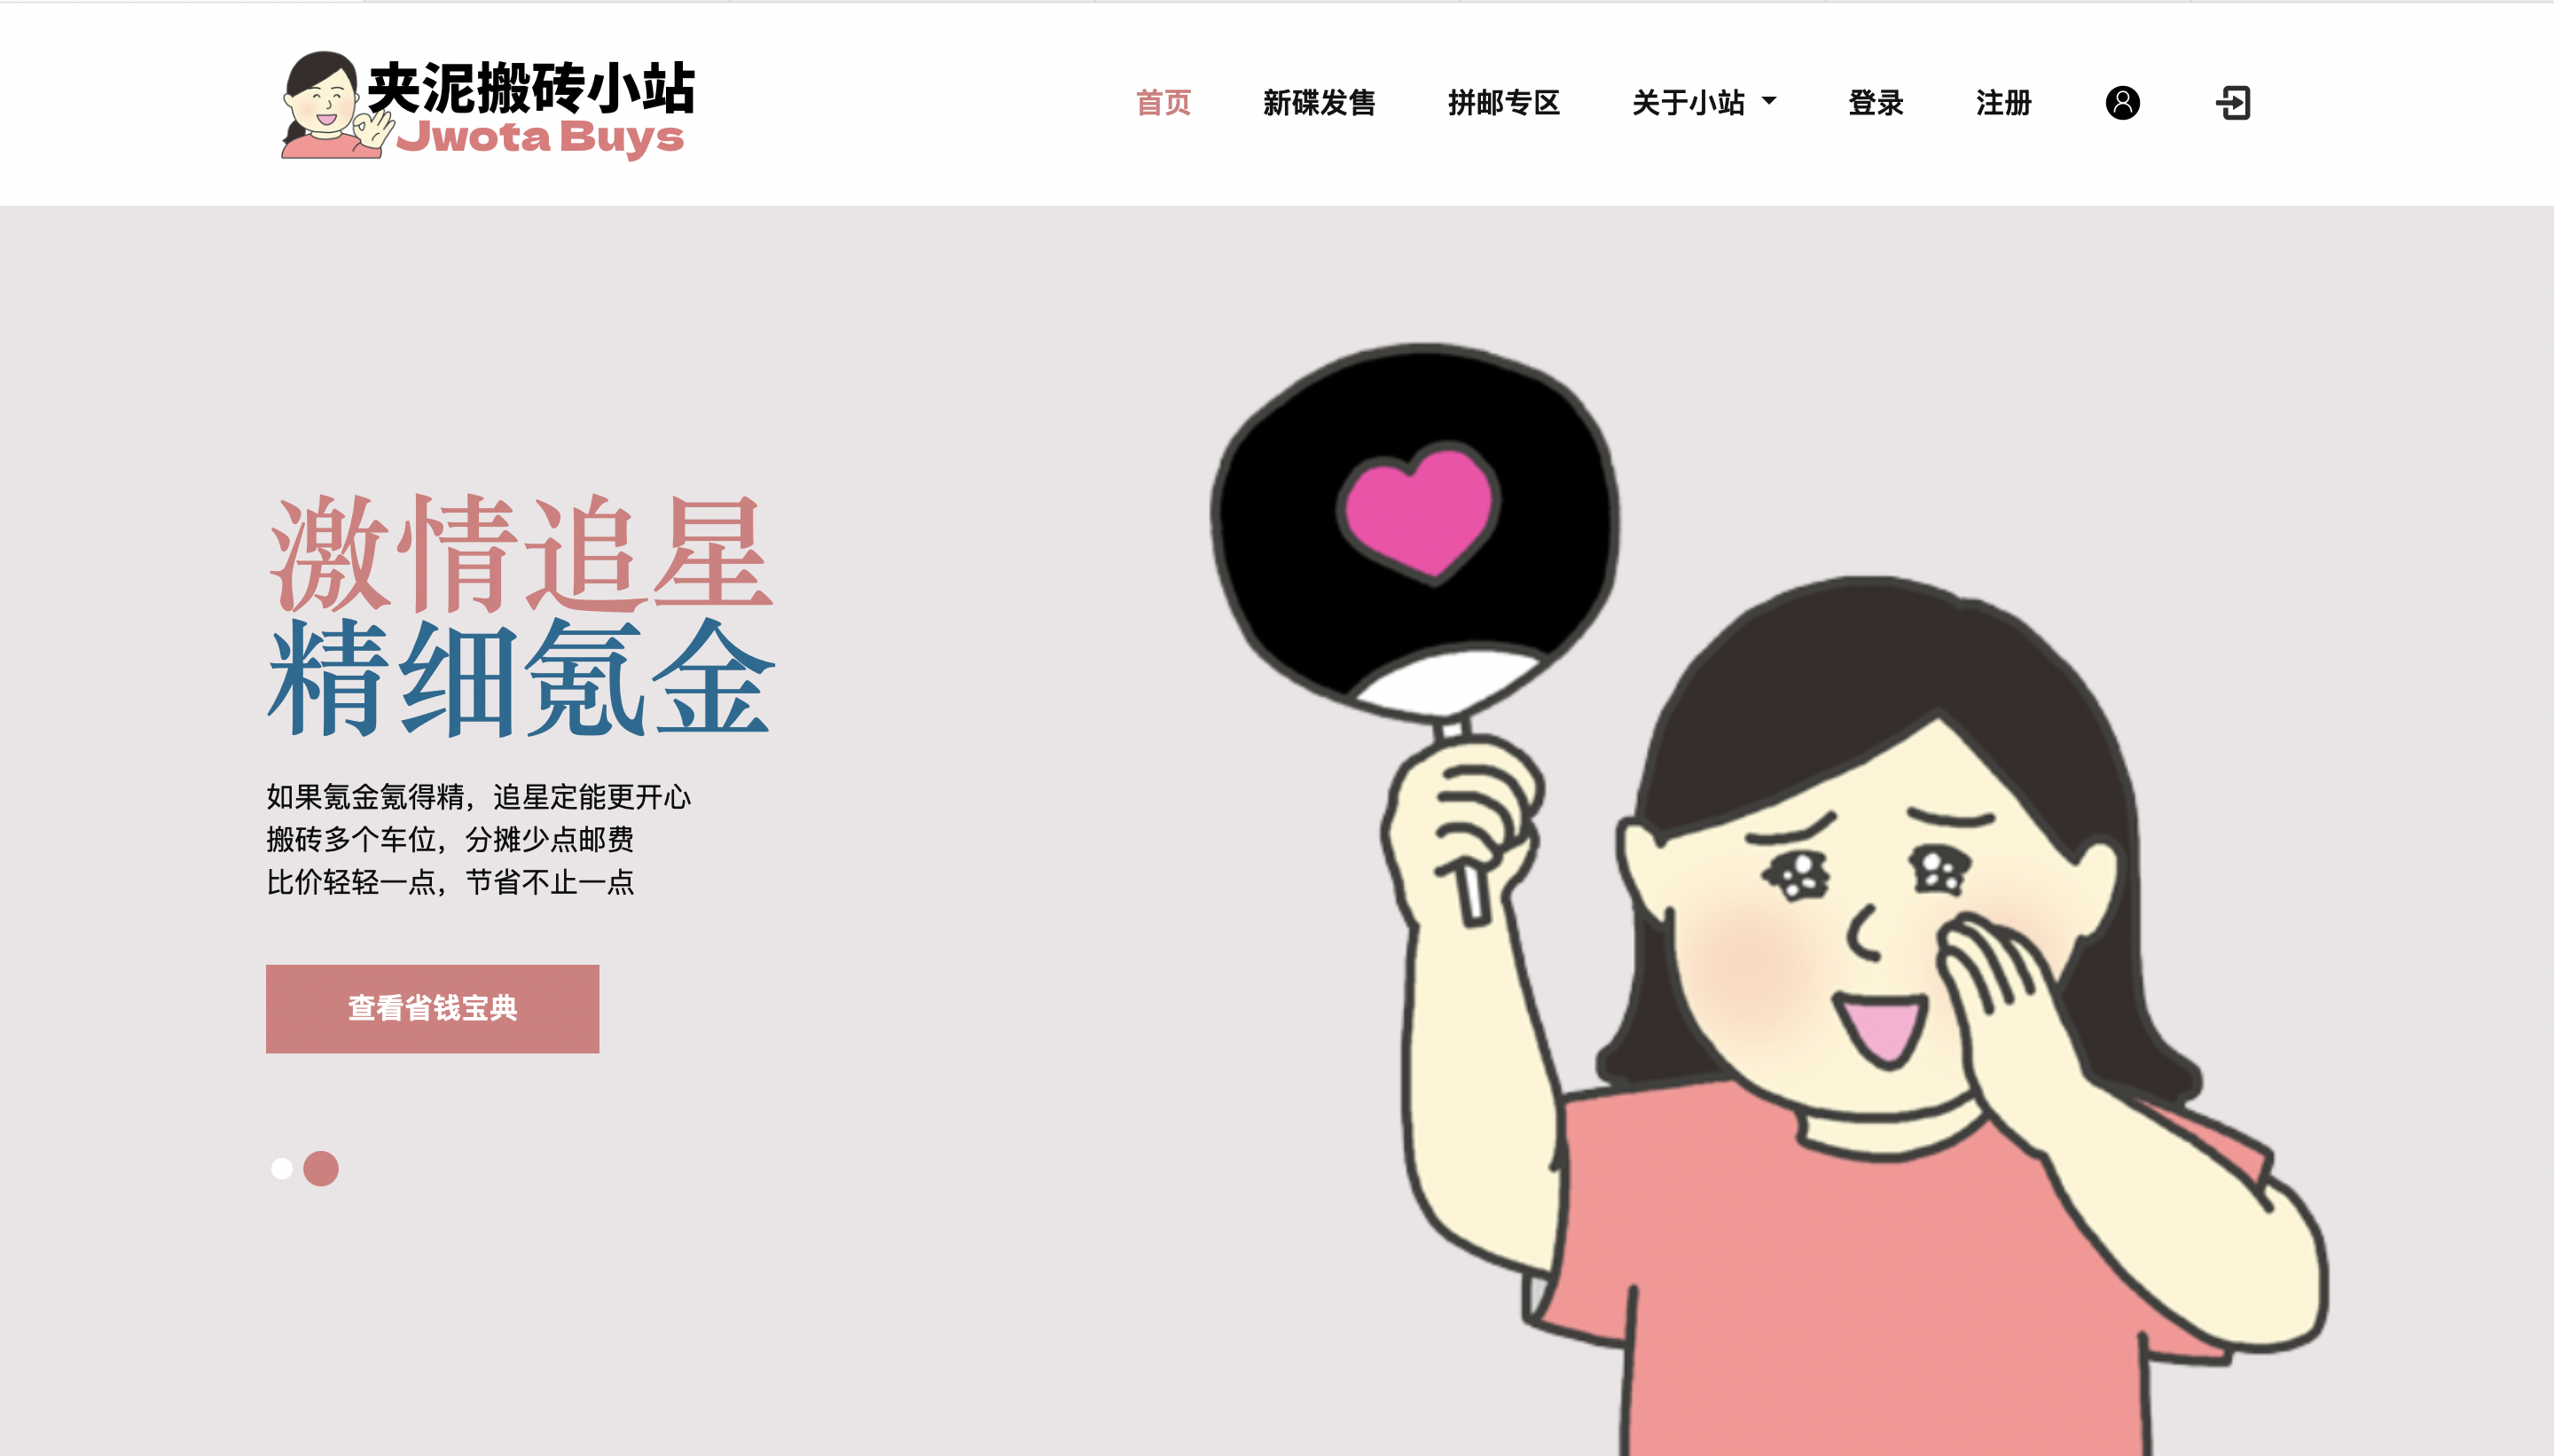 夹泥搬砖小站
Jwota Buys
首页
新碟发售
拼邮专区
关于小站
登录
注册
激情追星
精细氪金
如果氪金氪得精，追星定能更开心
搬砖多个车位，分摊少点邮费
比价轻轻一点，节省不止一点
查看省钱宝典